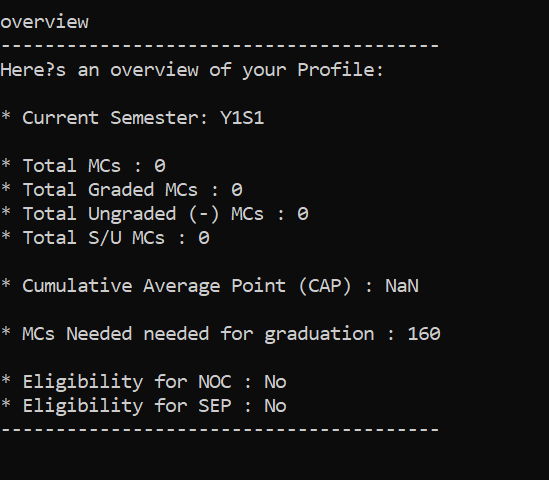 overview
----------------------------------------
Here?s an overview of your Profile:
* Current Semester: Y1S1
* Total MCs : 0
* Total Graded MCs : 0
* Total Ungraded (-) MCs : 0
* Total S/U MCs : 0
* Cumulative Average Point (CAP) : NaN
* MCs Needed needed for graduation : 160
* Eligibility for NOC : No
* Eligibility for SEP : No
----------------------------------------